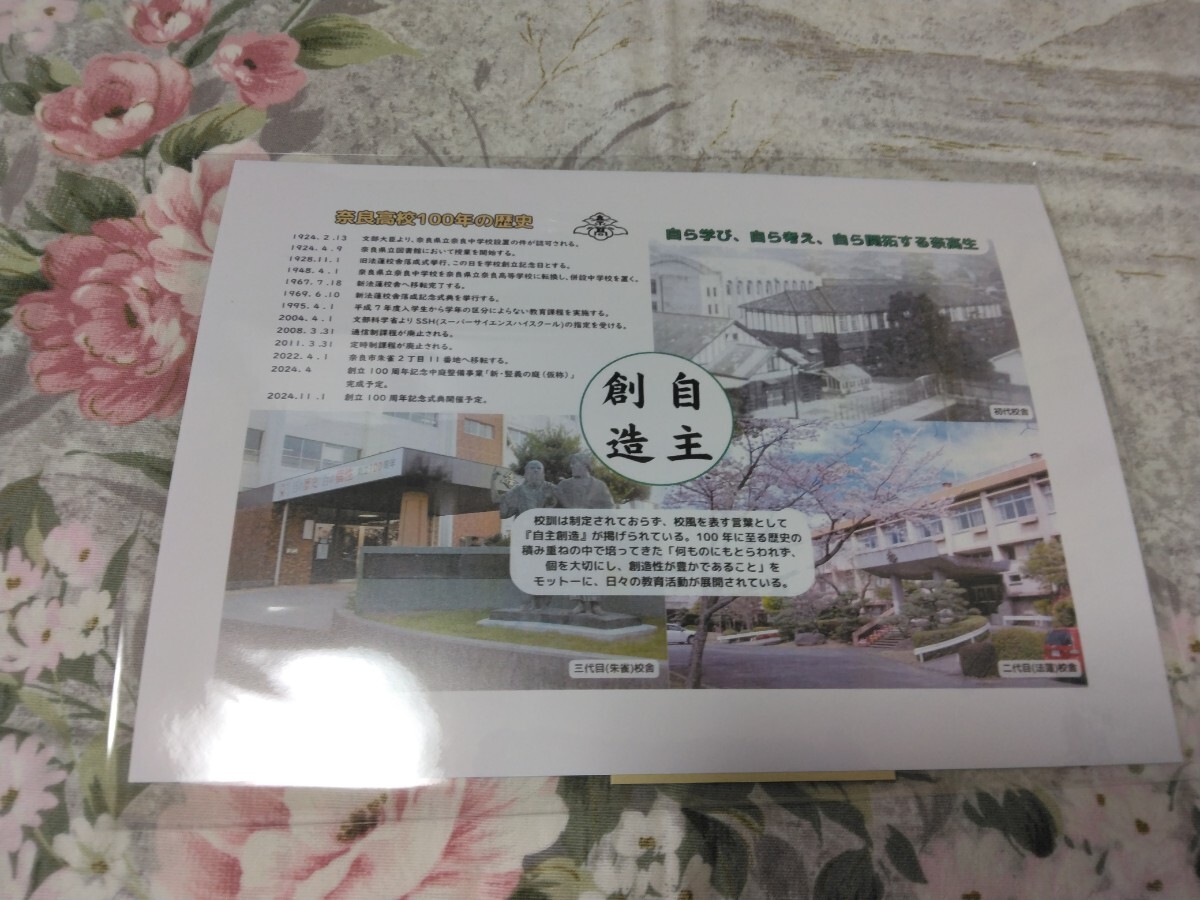 奈良高校100年の歴史
1924.2.13 文部大臣より、奈良県立奈良中学校設置の件が認可される。
1924.4.9 奈良県立図書館において授業を開始する。
1928.11.1 旧法蓮校舎落成式挙行、この日を学校創立記念日とする。
1948.4.1 奈良県立奈良中学校を奈良県立奈良高等学校に転換し、併設中学校を置く。
1967.7.18 新法蓮校舎へ移転完了する。
1969.6.10 新法蓮校舎落成記念式典を挙行する。
1995.4.1 平成7年度入学生から学年の区分によらない教育課程を実施する。
2004.4.1 文部科学省よりSSH(スーパーサイエンスハイスクール)の指定を受ける。
2008.3.31 通信制課程が廃止される。
2011.3.31 定時制課程が廃止される。
2022.4.1 奈良市朱雀2丁目11番地へ移転する。
2024.4 創立100周年記念中庭整備事業「新・竪義の庭(仮称)」
完成予定。
2024.11.1 創立100周年記念式典開催予定。
自ら学び、自ら考え、自ら開拓する奈高生
初代校舎
自主
創造
校訓は制定されておらず、校風を表す言葉として
『自主創造』が掲げられている。100年に至る歴史の
積み重ねの中で培ってきた「何ものにもとらわれず、
個を大切にし、創造性が豊かであること」を
モットーに、日々の教育活動が展開されている。
三代目(朱雀)校舎
二代目(法蓮)校舎